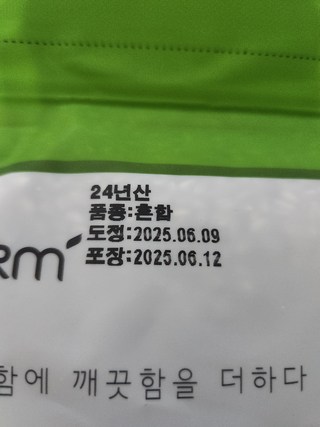 24년산
품종:혼합
도정:2025.06.09
RM
포장:2025.06.12
함에 깨끗함을 더하다